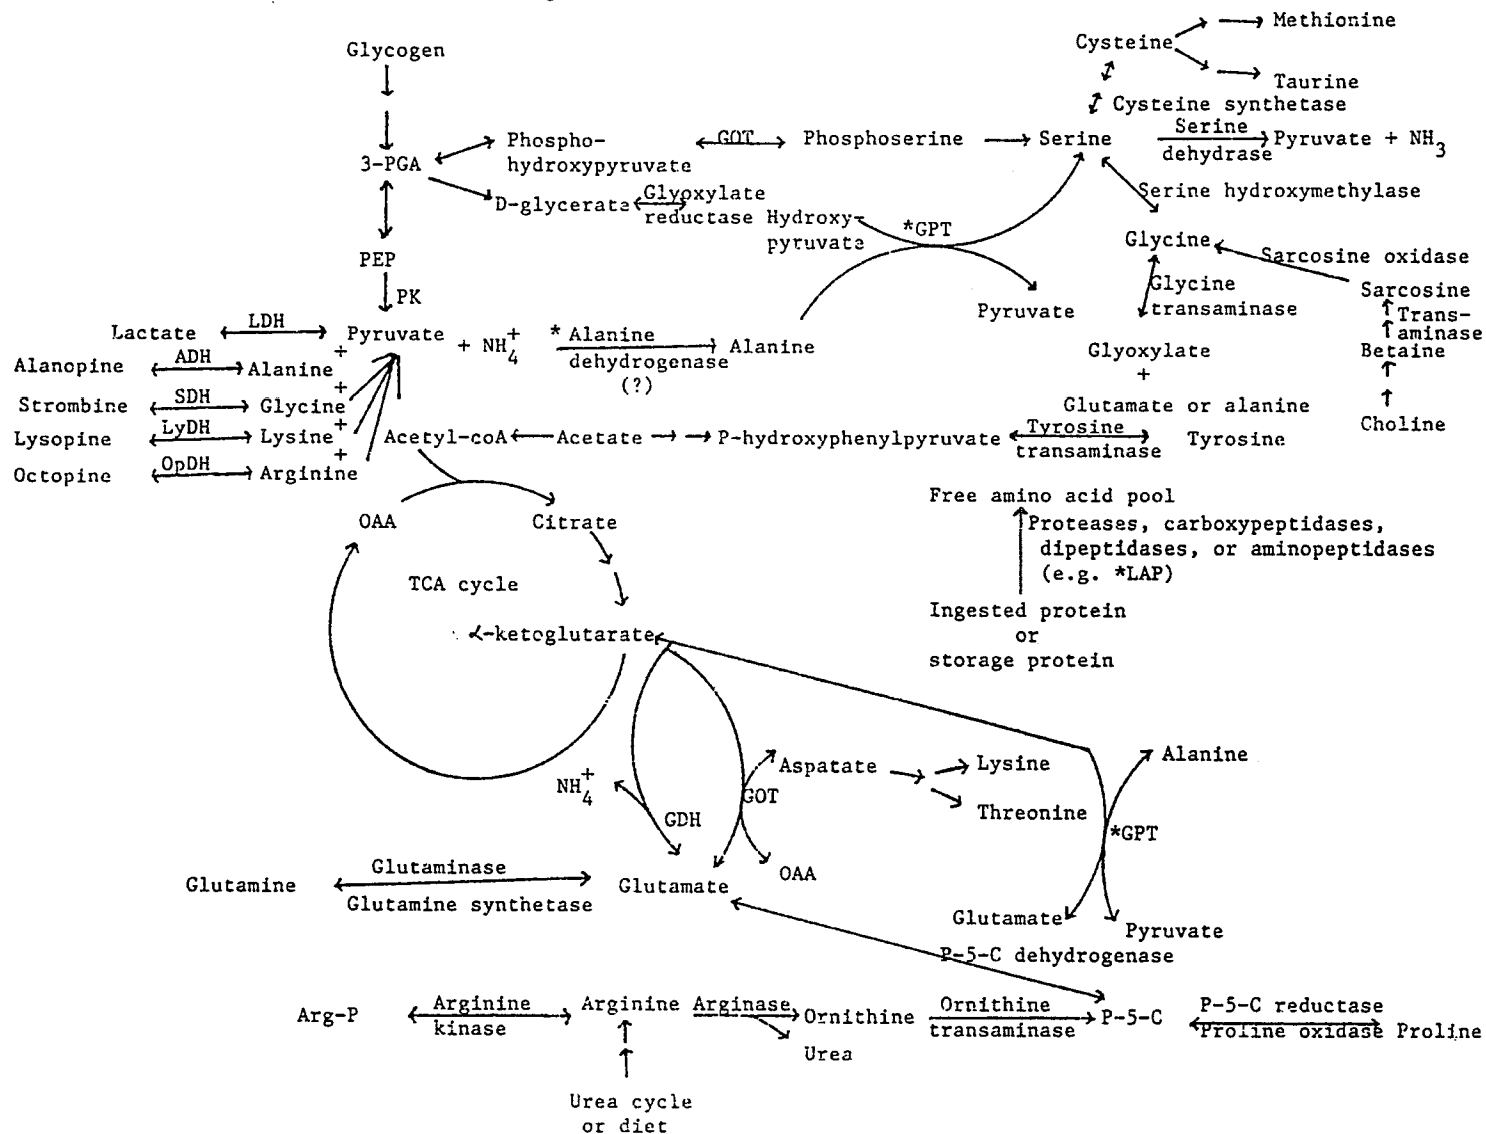 Glycogen
Cysteine
Methionine
Taurine
Cysteine synthetase
3-PGA
Phospho-
hydroxypyruvate
GOT
Phosphoserine
Serine
Serine
dehydrase
Pyruvate + NH3
D-glycerate
Glyoxylate
reductase
Hydroxy-
pyruvate
*GPT
Serine hydroxymethylase
Glycine
Sarcosine oxidase
Sarcosine
Glycine
transaminase
Trans-
aminase
Betaine
Choline
PEP
PK
Pyruvate
Lactate
LDH
Pyruvate
+ NH4+
* Alanine
dehydrogenase
(?)
Alanine
Glyoxylate
+
Glutamate or alanine
Alanopine
ADH
Alanine
+
Strombine
SDH
Glycine
+
Lysopine
LyDH
Lysine
+
Octopine
OpDH
Arginine
+
Acetyl-coA
Acetate
P-hydroxyphenylpyruvate
Tyrosine
transaminase
Tyrosine
OAA
Citrate
TCA cycle
α-ketoglutarate
Free amino acid pool
Proteases, carboxypeptidases,
dipeptidases, or aminopeptidases
(e.g. *LAP)
Ingested protein
or
storage protein
NH4+
GDH
GOT
Aspatate
Lysine
Threonine
OAA
Alanine
*GPT
Glutamate
Pyruvate
Glutamine
Glutaminase
Glutamine synthetase
Glutamate
P-5-C dehydrogenase
Arg-P
Arginine
kinase
Arginine
Arginase
Ornithine
Urea
Ornithine
transaminase
P-5-C
P-5-C reductase
Proline oxidase
Proline
Urea cycle
or diet